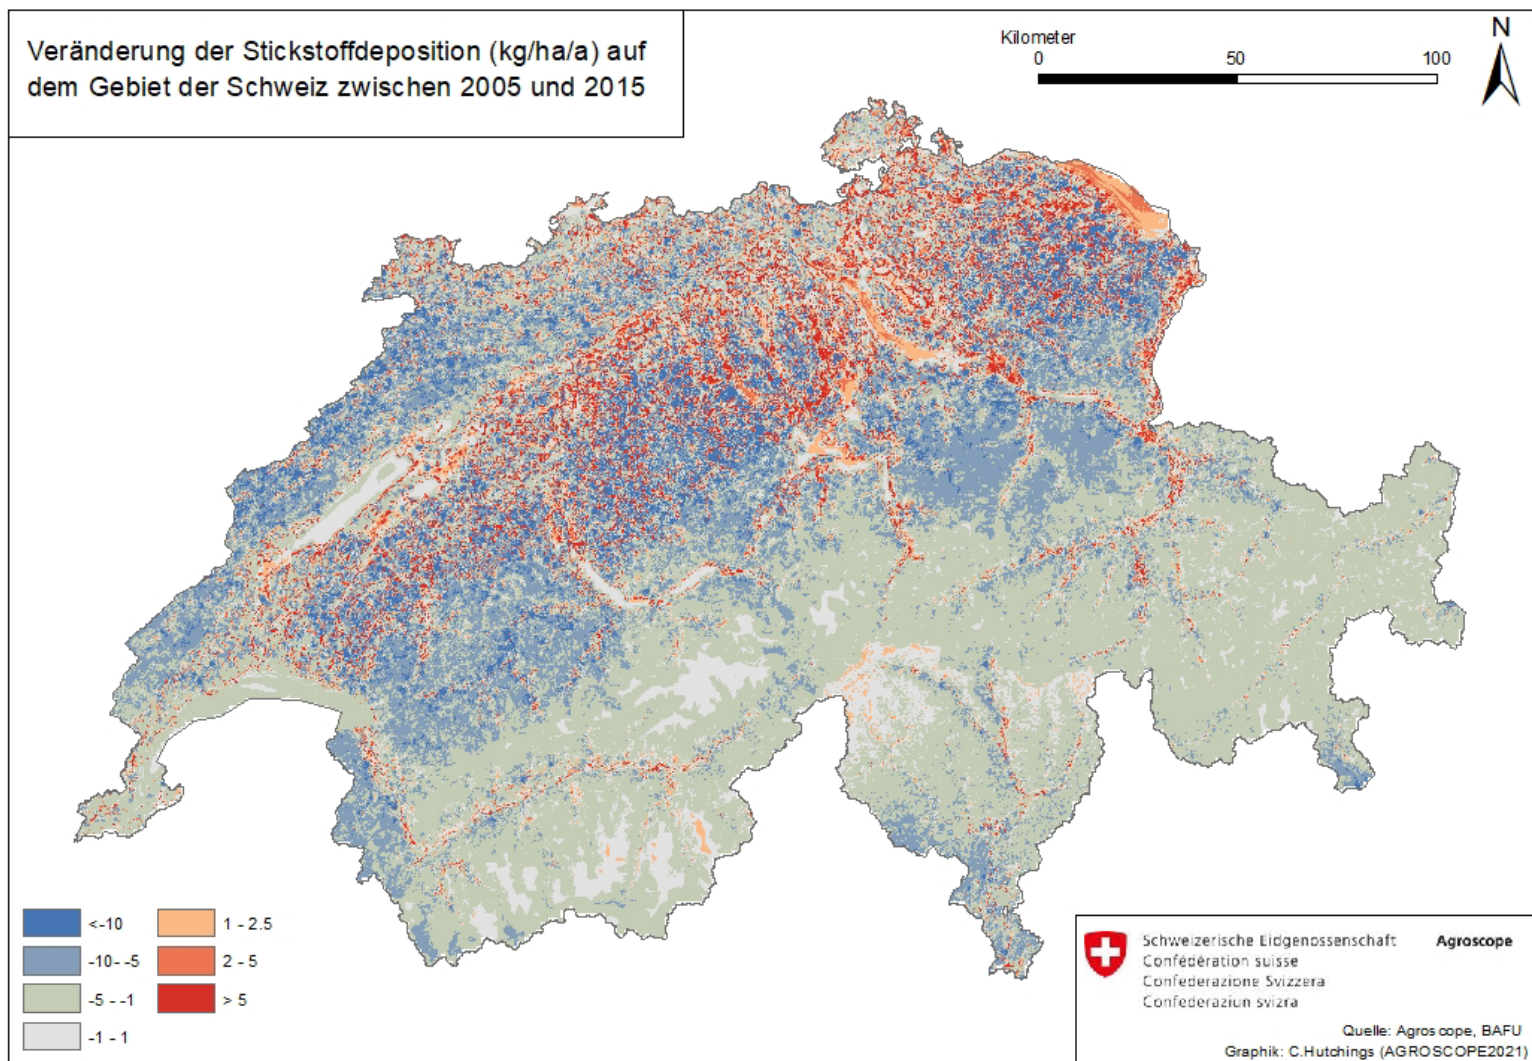 Veränderung der Stickstoffdeposition (kg/ha/a) auf
dem Gebiet der Schweiz zwischen 2005 und 2015
Kilometer
0 50 100
N
<-10
-10--5
-5 - -1
-1 - 1
1 - 2.5
2 - 5
> 5
Schweizerische Eidgenossenschaft
Confédération suisse
Confederazione Svizzera
Confederaziun svizra
Agroscope
Quelle: Agroscope, BAFU
Graphik: C.Hutchings (AGROSCOPE2021)